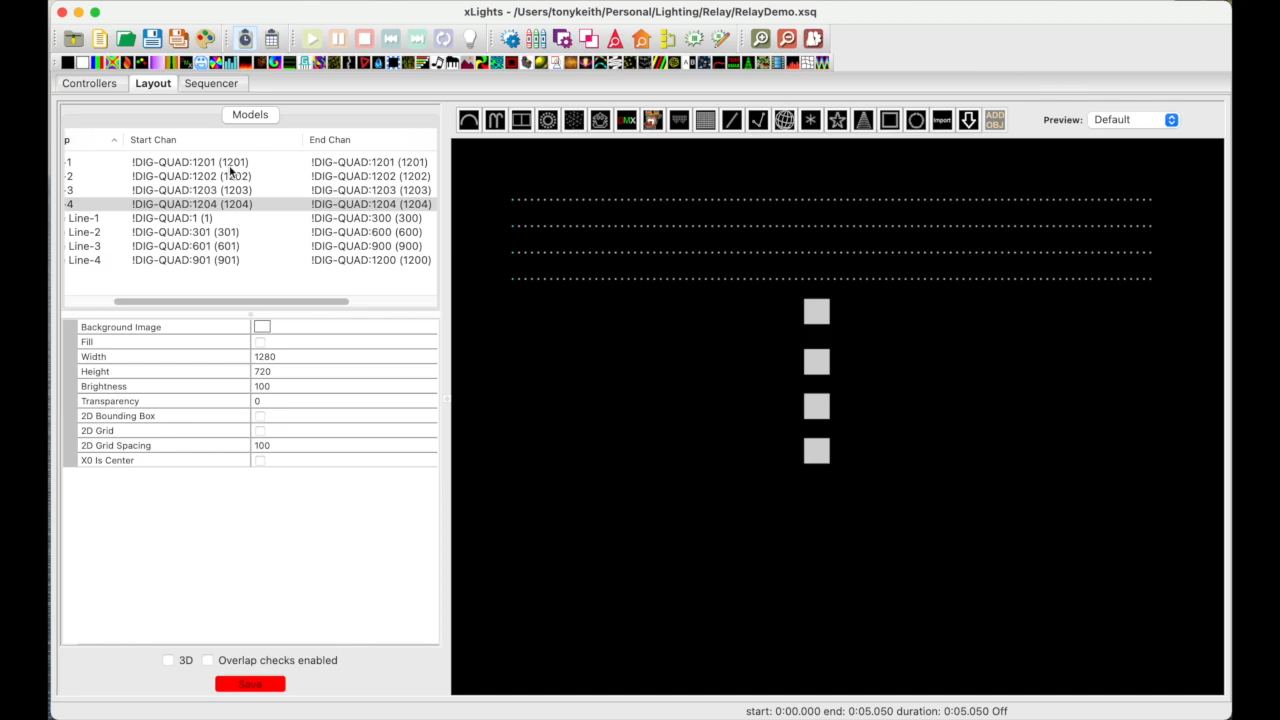 xLights - /Users/tonykeith/Personal/Lighting/Relay/RelayDemo.xsq
Controllers Layout Sequencer
Models
DMX
Import
ADD OBJ
Preview: Default
p Start Chan End Chan
-1 !DIG-QUAD:1201 (1201) !DIG-QUAD:1201 (1201)
-2 !DIG-QUAD:1202 (1202) !DIG-QUAD:1202 (1202)
-3 !DIG-QUAD:1203 (1203) !DIG-QUAD:1203 (1203)
-4 !DIG-QUAD:1204 (1204) !DIG-QUAD:1204 (1204)
Line-1 !DIG-QUAD:1 (1) !DIG-QUAD:300 (300)
Line-2 !DIG-QUAD:301 (301) !DIG-QUAD:600 (600)
Line-3 !DIG-QUAD:601 (601) !DIG-QUAD:900 (900)
Line-4 !DIG-QUAD:901 (901) !DIG-QUAD:1200 (1200)
Background Image
Fill
Width 1280
Height 720
Brightness 100
Transparency 0
2D Bounding Box
2D Grid
2D Grid Spacing 100
X0 Is Center
3D Overlap checks enabled
Save
start: 0:00.000 end: 0:05.050 duration: 0:05.050 Off